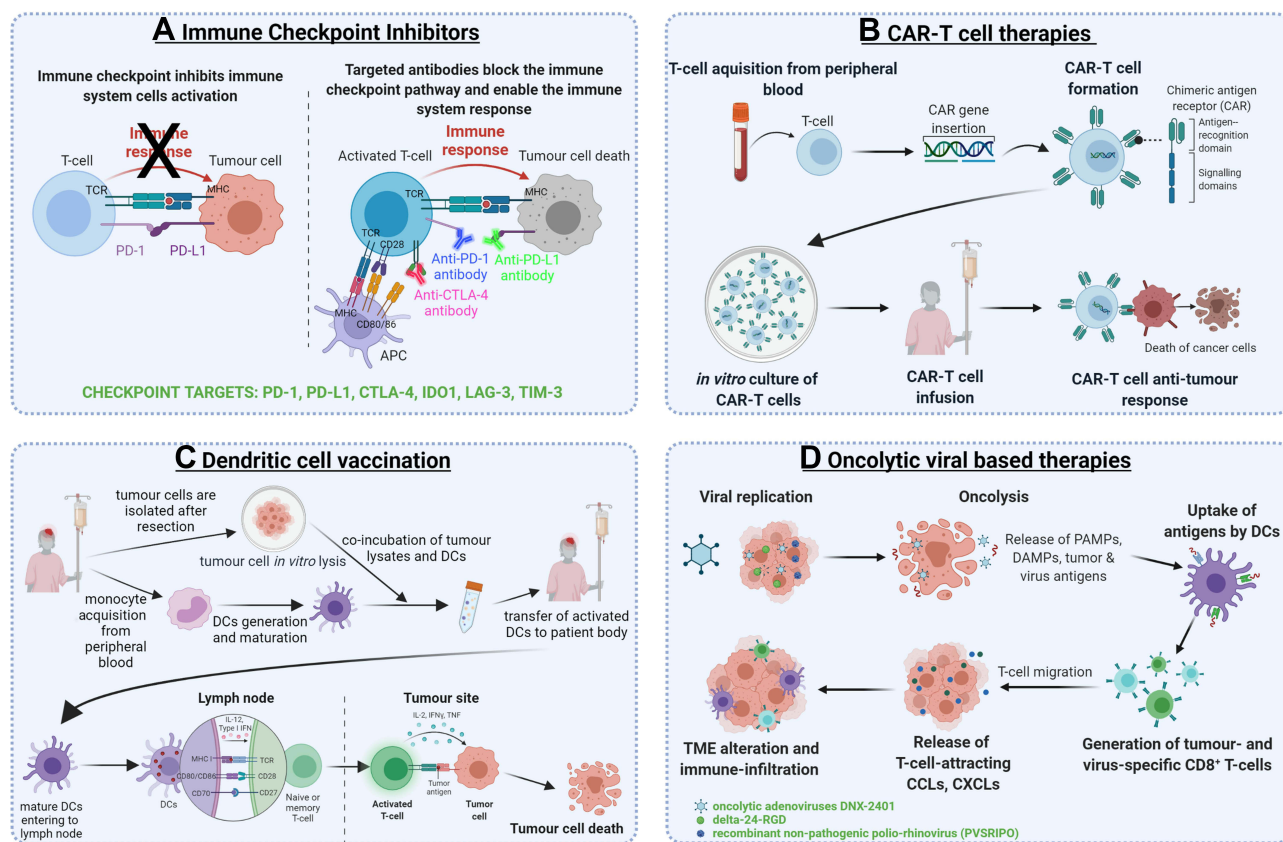 A Immune Checkpoint Inhibitors
Immune checkpoint inhibits immune
system cells activation
Immune
response
T-cell
Tumour cell
TCR
MHC
PD-1
PD-L1
Targeted antibodies block the immune
checkpoint pathway and enable the immune
system response
Immune
response
Activated T-cell
Tumour cell death
TCR
MHC
TCR
CD28
Anti-PD-1
antibody
Anti-PD-L1
antibody
Anti-CTLA-4
antibody
MHC
CD80/86
APC
CHECKPOINT TARGETS: PD-1, PD-L1, CTLA-4, IDO1, LAG-3, TIM-3
B CAR-T cell therapies
T-cell aquisition from peripheral
blood
T-cell
CAR gene
insertion
CAR-T cell
formation
Chimeric antigen
receptor (CAR)
Antigen-
recognition
domain
Signalling
domains
in vitro culture of
CAR-T cells
CAR-T cell
infusion
Death of cancer cells
CAR-T cell anti-tumour
response
C Dendritic cell vaccination
tumour cells are
isolated after
resection
tumour cell in vitro lysis
co-incubation of tumour
lysates and DCs
monocyte
acquisition
from
peripheral
blood
DCs generation
and maturation
transfer of activated
DCs to patient body
mature DCs
entering to
lymph node
Lymph node
IL-12,
Type I IFN
MHC I
TCR
CD80/CD86
CD28
CD70
CD27
DCs
Naive or
memory
T-cell
Tumour site
IL-2, IFNγ, TNF
Tumor
antigen
Activated
T-cell
Tumor
cell
Tumour cell death
D Oncolytic viral based therapies
Viral replication
Oncolysis
Release of PAMPs,
DAMPs, tumor &
virus antigens
Uptake of
antigens by DCs
T-cell migration
TME alteration and
immune-infiltration
Release of
T-cell-attracting
CCLs, CXCLs
Generation of tumour- and
virus-specific CD8⁺ T-cells
oncolytic adenoviruses DNX-2401
delta-24-RGD
recombinant non-pathogenic polio-rhinovirus (PVSRIPO)